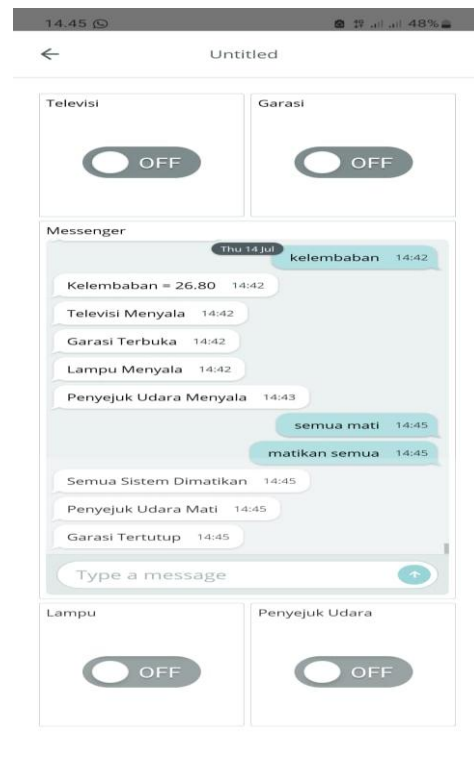 14.45
48%
Untitled
Televisi
OFF
Garasi
OFF
Messenger
Thu 14 Jul
kelembaban 14:42
Kelembaban = 26.80 14:42
Televisi Menyala 14:42
Garasi Terbuka 14:42
Lampu Menyala 14:42
Penyejuk Udara Menyala 14:43
semua mati 14:45
matikan semua 14:45
Semua Sistem Dimatikan 14:45
Penyejuk Udara Mati 14:45
Garasi Tertutup 14:45
Type a message
Lampu
OFF
Penyejuk Udara
OFF